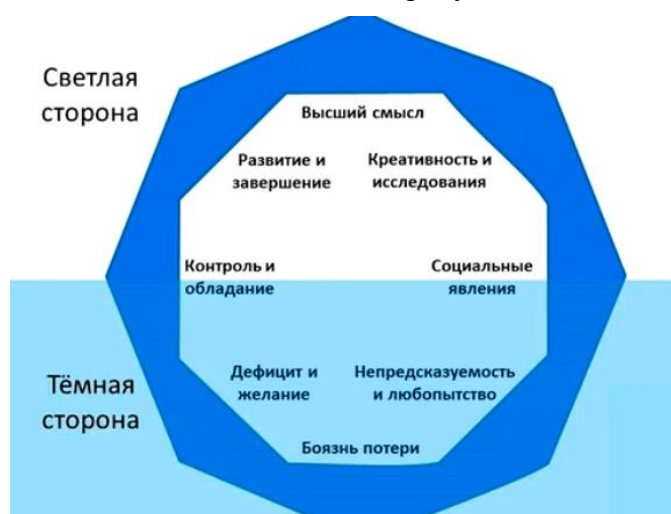 Светлая
сторона
Высший смысл
Развитие и
завершение
Креативность и
исследования
Контроль и
обладание
Социальные
явления
Тёмная
сторона
Дефицит и
желание
Непредсказуемость
и любопытство
Боязнь потери